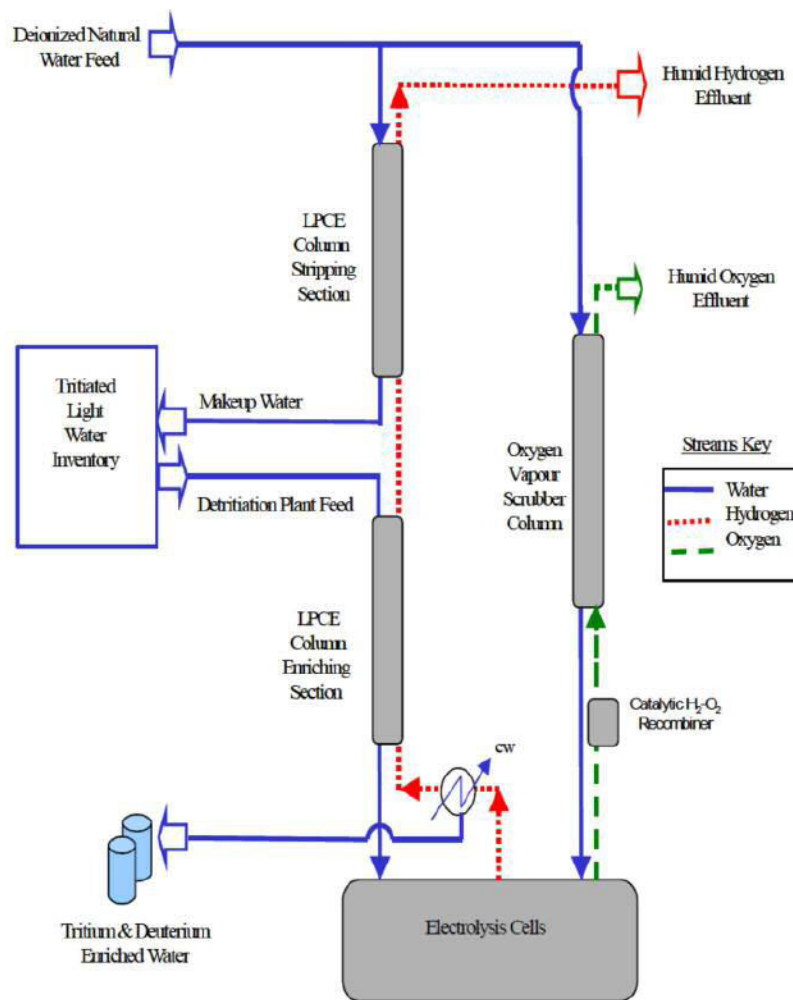 Deionized Natural
Water Feed
Humid Hydrogen
Effluent
LPCE
Column
Stripping
Section
Humid Oxygen
Effluent
Tritiated
Light
Water
Inventory
Makeup Water
Detritiation Plant Feed
Oxygen
Vapour
Scrubber
Column
Streams Key
Water
Hydrogen
Oxygen
LPCE
Column
Enriching
Section
Catalytic H₂-O₂
Recombiner
cw
Tritium & Deuterium
Enriched Water
Electrolysis Cells